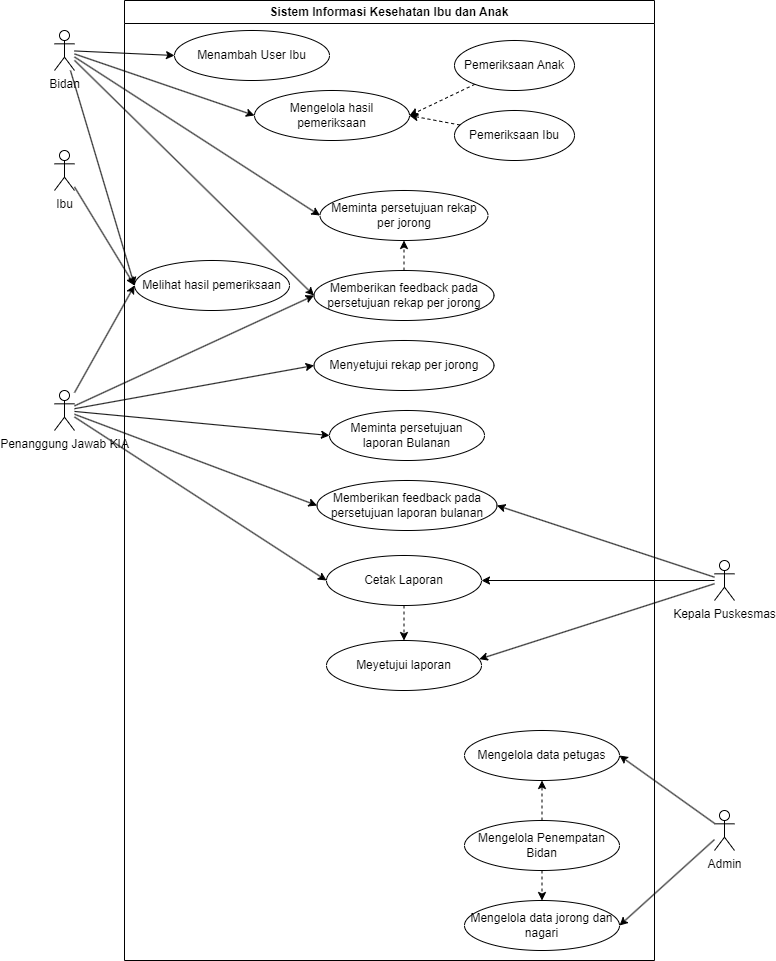 Sistem Informasi Kesehatan Ibu dan Anak
Menambah User Ibu
Pemeriksaan Anak
Bidan
Mengelola hasil
pemeriksaan
Pemeriksaan Ibu
Ibu
Meminta persetujuan rekap
per jorong
Melihat hasil pemeriksaan
Memberikan feedback pada
persetujuan rekap per jorong
Menyetujui rekap per jorong
Penanggung Jawab KIA
Meminta persetujuan
laporan Bulanan
Memberikan feedback pada
persetujuan laporan bulanan
Cetak Laporan
Kepala Puskesmas
Meyetujui laporan
Mengelola data petugas
Mengelola Penempatan
Bidan
Admin
Mengelola data jorong dan
nagari